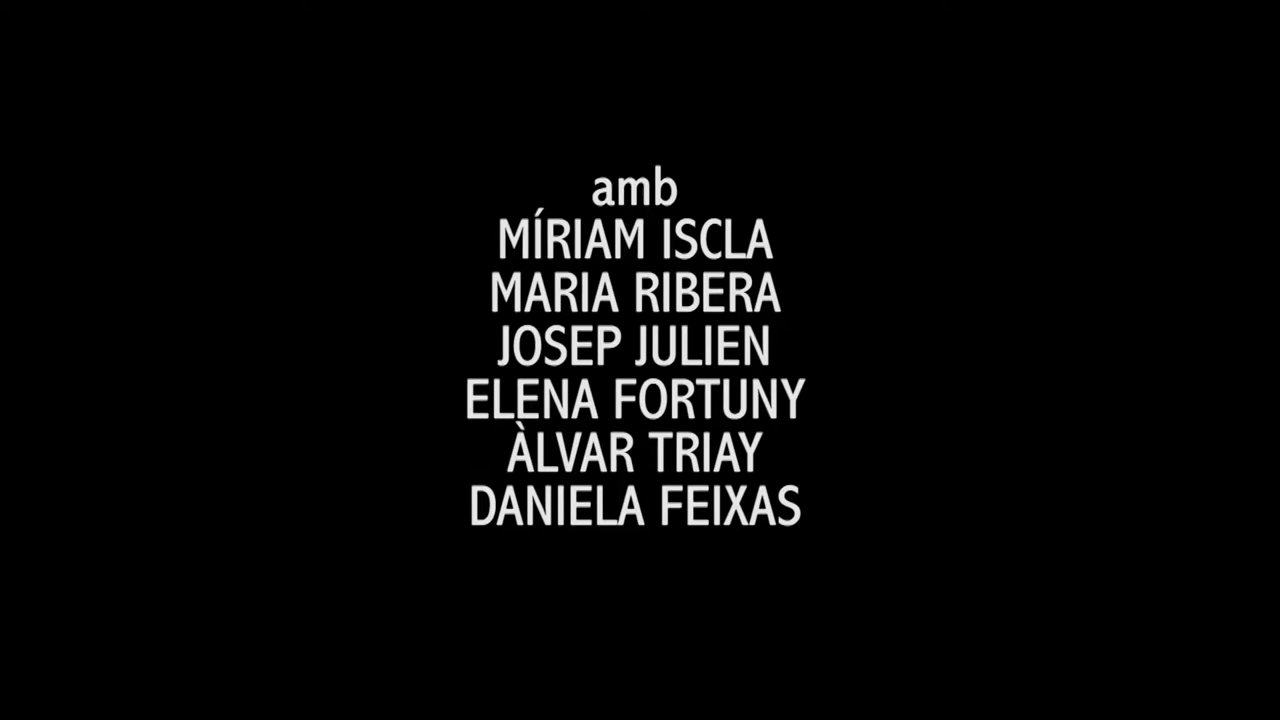 amb
MÍRIAM ISCLA
MARIA RIBERA
JOSEP JULIEN
ELENA FORTUNY
ÀLVAR TRIAY
DANIELA FEIXAS